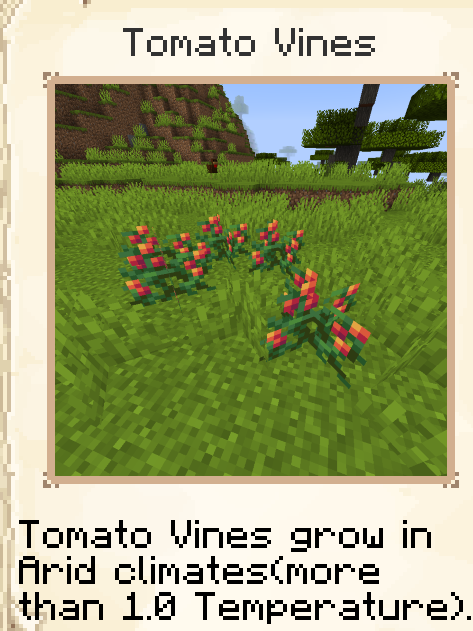 Tomato Vines
Tomato Vines grow in
Arid climates(more
than 1.0 Temperature).